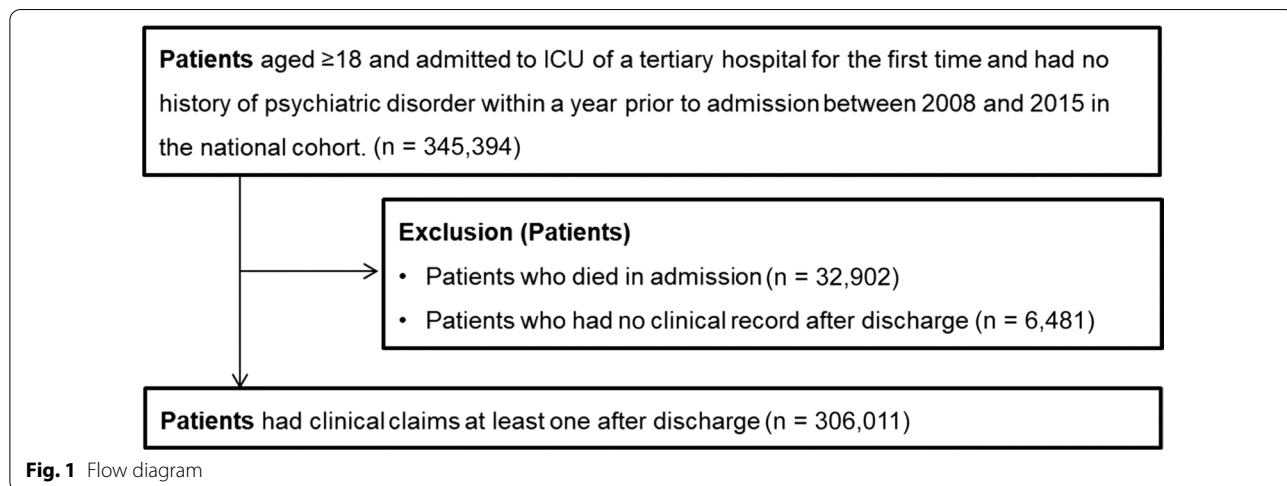 Patients aged ≥18 and admitted to ICU of a tertiary hospital for the first time and had no
history of psychiatric disorder within a year prior to admission between 2008 and 2015 in
the national cohort. (n = 345,394)
Exclusion (Patients)
• Patients who died in admission (n = 32,902)
• Patients who had no clinical record after discharge (n = 6,481)
Patients had clinical claims at least one after discharge (n = 306,011)
Fig. 1 Flow diagram